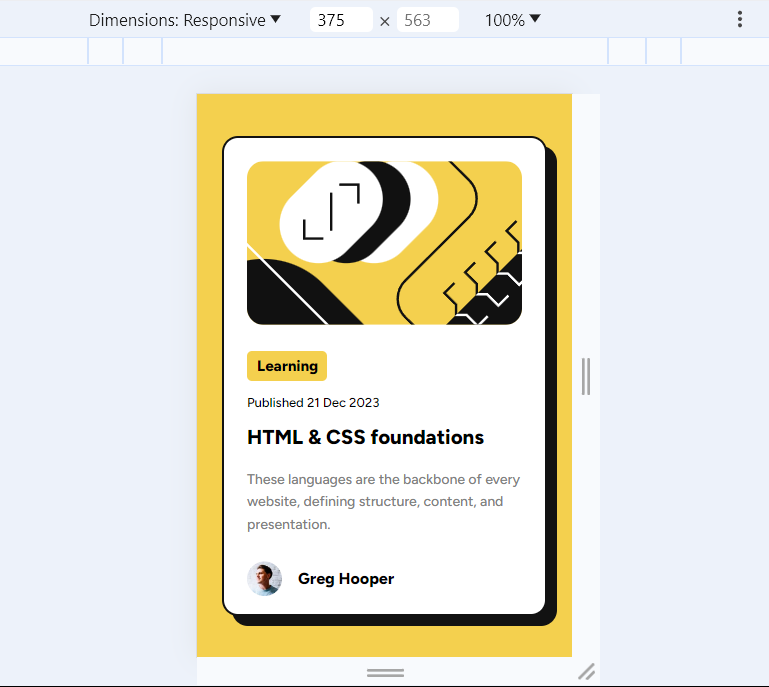 Dimensions: Responsive ▼ 375 × 563 100% ▼
Learning
Published 21 Dec 2023
HTML & CSS foundations
These languages are the backbone of every
website, defining structure, content, and
presentation.
Greg Hooper